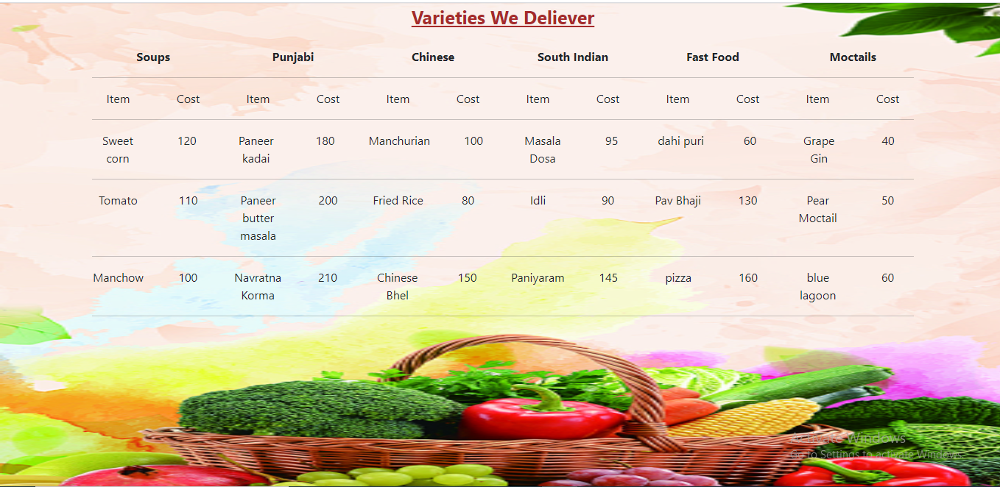 Varieties We Deliever
Soups Punjabi Chinese South Indian Fast Food Moctails
Item Cost Item Cost Item Cost Item Cost Item Cost Item Cost
Sweet 120 Paneer 180 Manchurian 100 Masala 95 dahi puri 60 Grape 40
corn kadai Dosa Gin
Tomato 110 Paneer 200 Fried Rice 80 Idli 90 Pav Bhaji 130 Pear 50
butter Moctail
masala
Manchow 100 Navratna 210 Chinese 150 Paniyaram 145 pizza 160 blue 60
Korma Bhel lagoon
Activate Windows
Go to Settings to activate Windows.